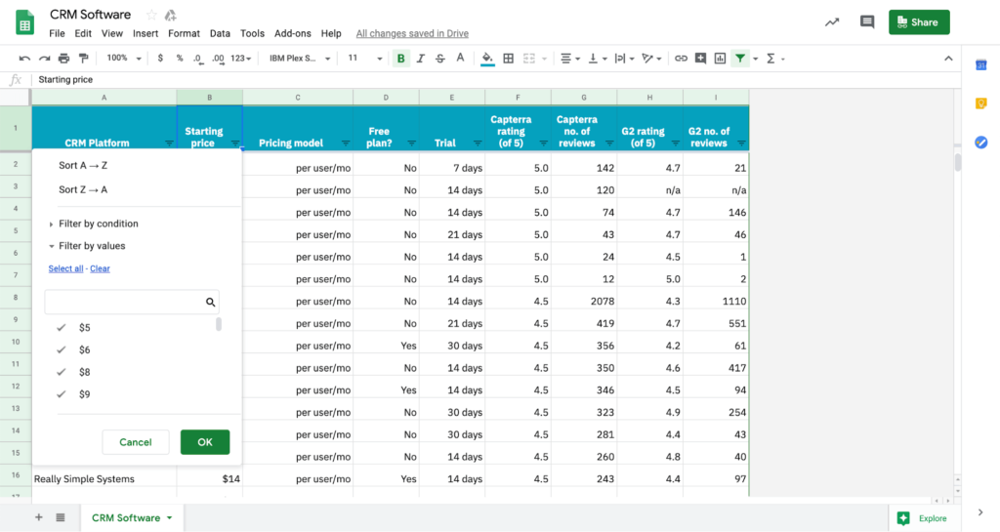 CRM Software
File Edit View Insert Format Data Tools Add-ons Help All changes saved in Drive
Share
100% $ % .0 .00 123 IBM Plex S... 11 B I S A
fx Starting price
A B C D E F G H I
1 CRM Platform Starting price Pricing model Free plan? Trial Capterra rating (of 5) Capterra no. of reviews G2 rating (of 5) G2 no. of reviews
2 per user/mo No 7 days 5.0 142 4.7 21
3 per user/mo No 14 days 5.0 120 n/a n/a
4 per user/mo No 14 days 5.0 74 4.7 146
5 per user/mo No 21 days 5.0 43 4.7 46
6 per user/mo No 14 days 5.0 24 4.5 1
7 per user/mo No 14 days 5.0 12 5.0 2
8 per user/mo No 14 days 4.5 2078 4.3 1110
9 per user/mo No 21 days 4.5 419 4.7 551
10 per user/mo Yes 30 days 4.5 356 4.2 61
11 per user/mo No 14 days 4.5 350 4.6 417
12 per user/mo Yes 14 days 4.5 346 4.5 94
13 per user/mo No 30 days 4.5 323 4.9 254
14 per user/mo No 30 days 4.5 281 4.4 43
15 per user/mo No 14 days 4.5 260 4.8 40
16 Really Simple Systems $14 per user/mo Yes 14 days 4.5 243 4.4 97
Sort A → Z
Sort Z → A
Filter by condition
Filter by values
Select all - Clear
$5
$6
$8
$9
Cancel OK
CRM Software
Explore